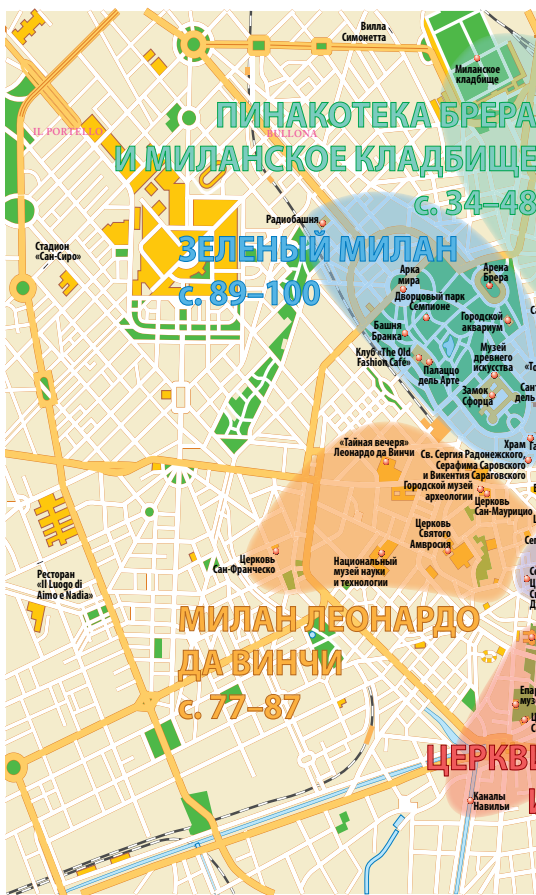 Вилла
Симонетта
Миланское
кладбище
ПИНАКОТЕКА БРЕРА
IL PORTELLO
BULLONA
И МИЛАНСКОЕ КЛАДБИЩЕ
с. 34–48
Радиобашня
ЗЕЛЕНЫЙ МИЛАН
с. 89–100
Стадион
«Сан-Сиро»
Арка
мира
Арена
Брера
Дворцовый парк
Семпионе
Городской
аквариум
Башня
Бранка
Клуб «The Old
Fashion Café»
Палаццо
дель Арте
Музей
древнего
искусства
Замок
Сфорца
«Тайная вечеря»
Леонардо да Винчи
Храм
Св. Сергия Радонежского,
Серафима Саровского
и Викентия Сараговского
Городской музей
археологии
Церковь
Сан-Маурицио
Церковь
Святого
Амвросия
Церковь
Сан-Франческо
Национальный
музей науки
и технологии
Ресторан
«Il Luogo di
Aimo e Nadia»
МИЛАН ЛЕОНАРДО
ДА ВИНЧИ
с. 77–87
ЦЕРКВИ
И
Каналы
Навильи